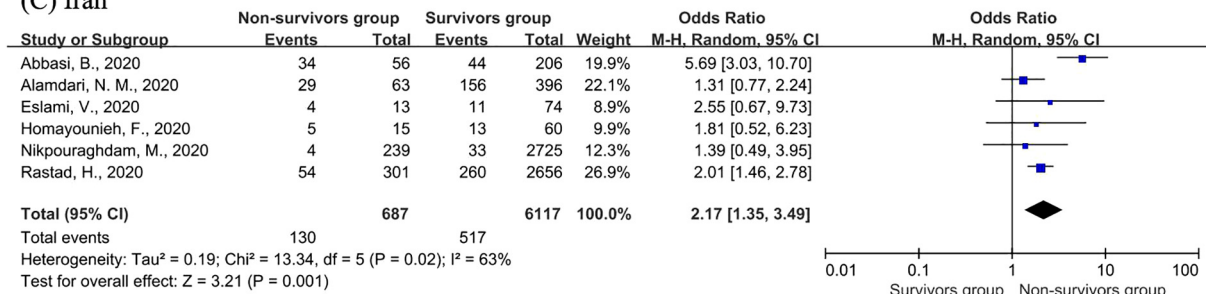 (C) Iran
Non-survivors group Survivors group Odds Ratio Odds Ratio
Study or Subgroup Events Total Events Total Weight M-H, Random, 95% CI M-H, Random, 95% CI
Abbasi, B., 2020 34 56 44 206 19.9% 5.69 [3.03, 10.70]
Alamdari, N. M., 2020 29 63 156 396 22.1% 1.31 [0.77, 2.24]
Eslami, V., 2020 4 13 11 74 8.9% 2.55 [0.67, 9.73]
Homayounieh, F., 2020 5 15 13 60 9.9% 1.81 [0.52, 6.23]
Nikpouraghdam, M., 2020 4 239 33 2725 12.3% 1.39 [0.49, 3.95]
Rastad, H., 2020 54 301 260 2656 26.9% 2.01 [1.46, 2.78]
Total (95% CI) 687 6117 100.0% 2.17 [1.35, 3.49]
Total events 130 517
Heterogeneity: Tau² = 0.19; Chi² = 13.34, df = 5 (P = 0.02); I² = 63%
Test for overall effect: Z = 3.21 (P = 0.001)
0.01 0.1 1 10 100
Survivors group Non-survivors group